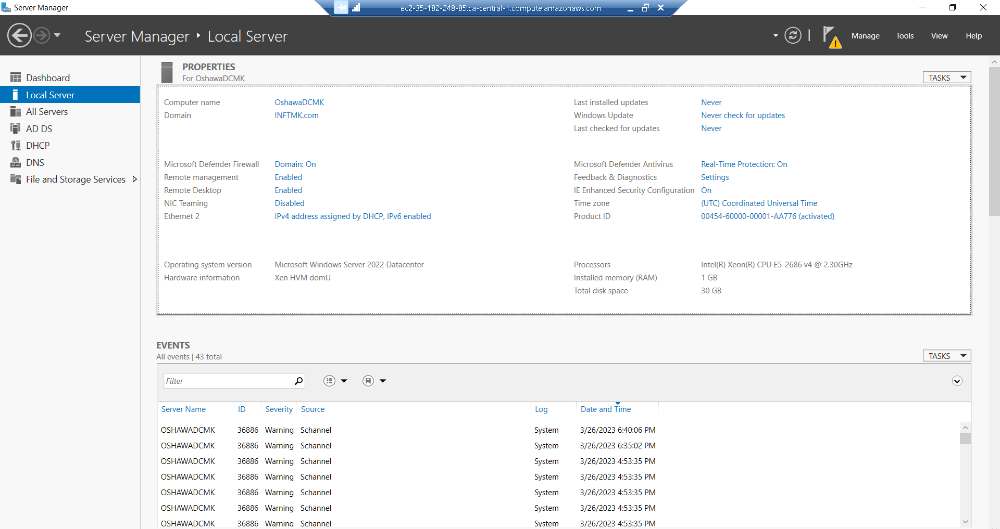 Server Manager
ec2-35-182-248-85.ca-central-1.compute.amazonaws.com
Server Manager
Local Server
Manage
Tools
View
Help
Dashboard
Local Server
All Servers
AD DS
DHCP
DNS
File and Storage Services
PROPERTIES
For OshawaDCMK
TASKS
Computer name OshawaDCMK
Domain INFTMK.com
Last installed updates Never
Windows Update Never check for updates
Last checked for updates Never
Microsoft Defender Firewall Domain: On
Remote management Enabled
Remote Desktop Enabled
NIC Teaming Disabled
Ethernet 2 IPv4 address assigned by DHCP, IPv6 enabled
Microsoft Defender Antivirus Real-Time Protection: On
Feedback & Diagnostics Settings
IE Enhanced Security Configuration On
Time zone (UTC) Coordinated Universal Time
Product ID 00454-60000-00001-AA776 (activated)
Operating system version Microsoft Windows Server 2022 Datacenter
Hardware information Xen HVM domU
Processors Intel(R) Xeon(R) CPU E5-2686 v4 @ 2.30GHz
Installed memory (RAM) 1 GB
Total disk space 30 GB
EVENTS
All events | 43 total
TASKS
Filter
Server Name ID Severity Source Log Date and Time
OSHAWADCMK 36886 Warning Schannel System 3/26/2023 6:40:06 PM
OSHAWADCMK 36886 Warning Schannel System 3/26/2023 6:35:02 PM
OSHAWADCMK 36886 Warning Schannel System 3/26/2023 4:53:35 PM
OSHAWADCMK 36886 Warning Schannel System 3/26/2023 4:53:35 PM
OSHAWADCMK 36886 Warning Schannel System 3/26/2023 4:53:35 PM
OSHAWADCMK 36886 Warning Schannel System 3/26/2023 4:53:35 PM
OSHAWADCMK 36886 Warning Schannel System 3/26/2023 4:53:35 PM